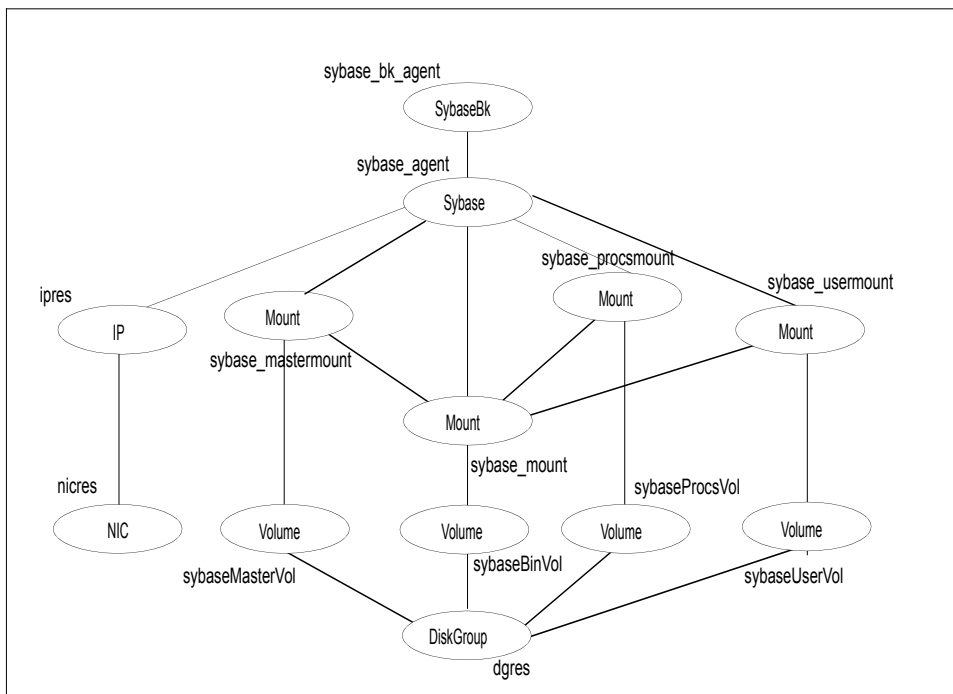 sybase_bk_agent
SybaseBk
sybase_agent
Sybase
sybase_procsmount
sybase_usermount
ipres
Mount
IP
Mount
Mount
sybase_mastermount
Mount
sybase_mount
nicres
sybaseProcsVol
NIC
Volume
Volume
Volume
Volume
sybaseMasterVol
sybaseBinVol
sybaseUserVol
DiskGroup
dgres